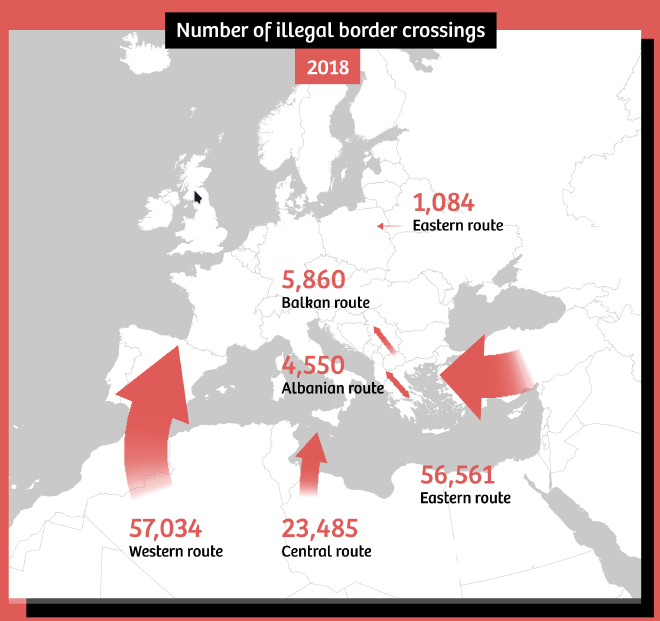 Number of illegal border crossings
2018
1,084
Eastern route
5,860
Balkan route
4,550
Albanian route
56,561
Eastern route
57,034
Western route
23,485
Central route